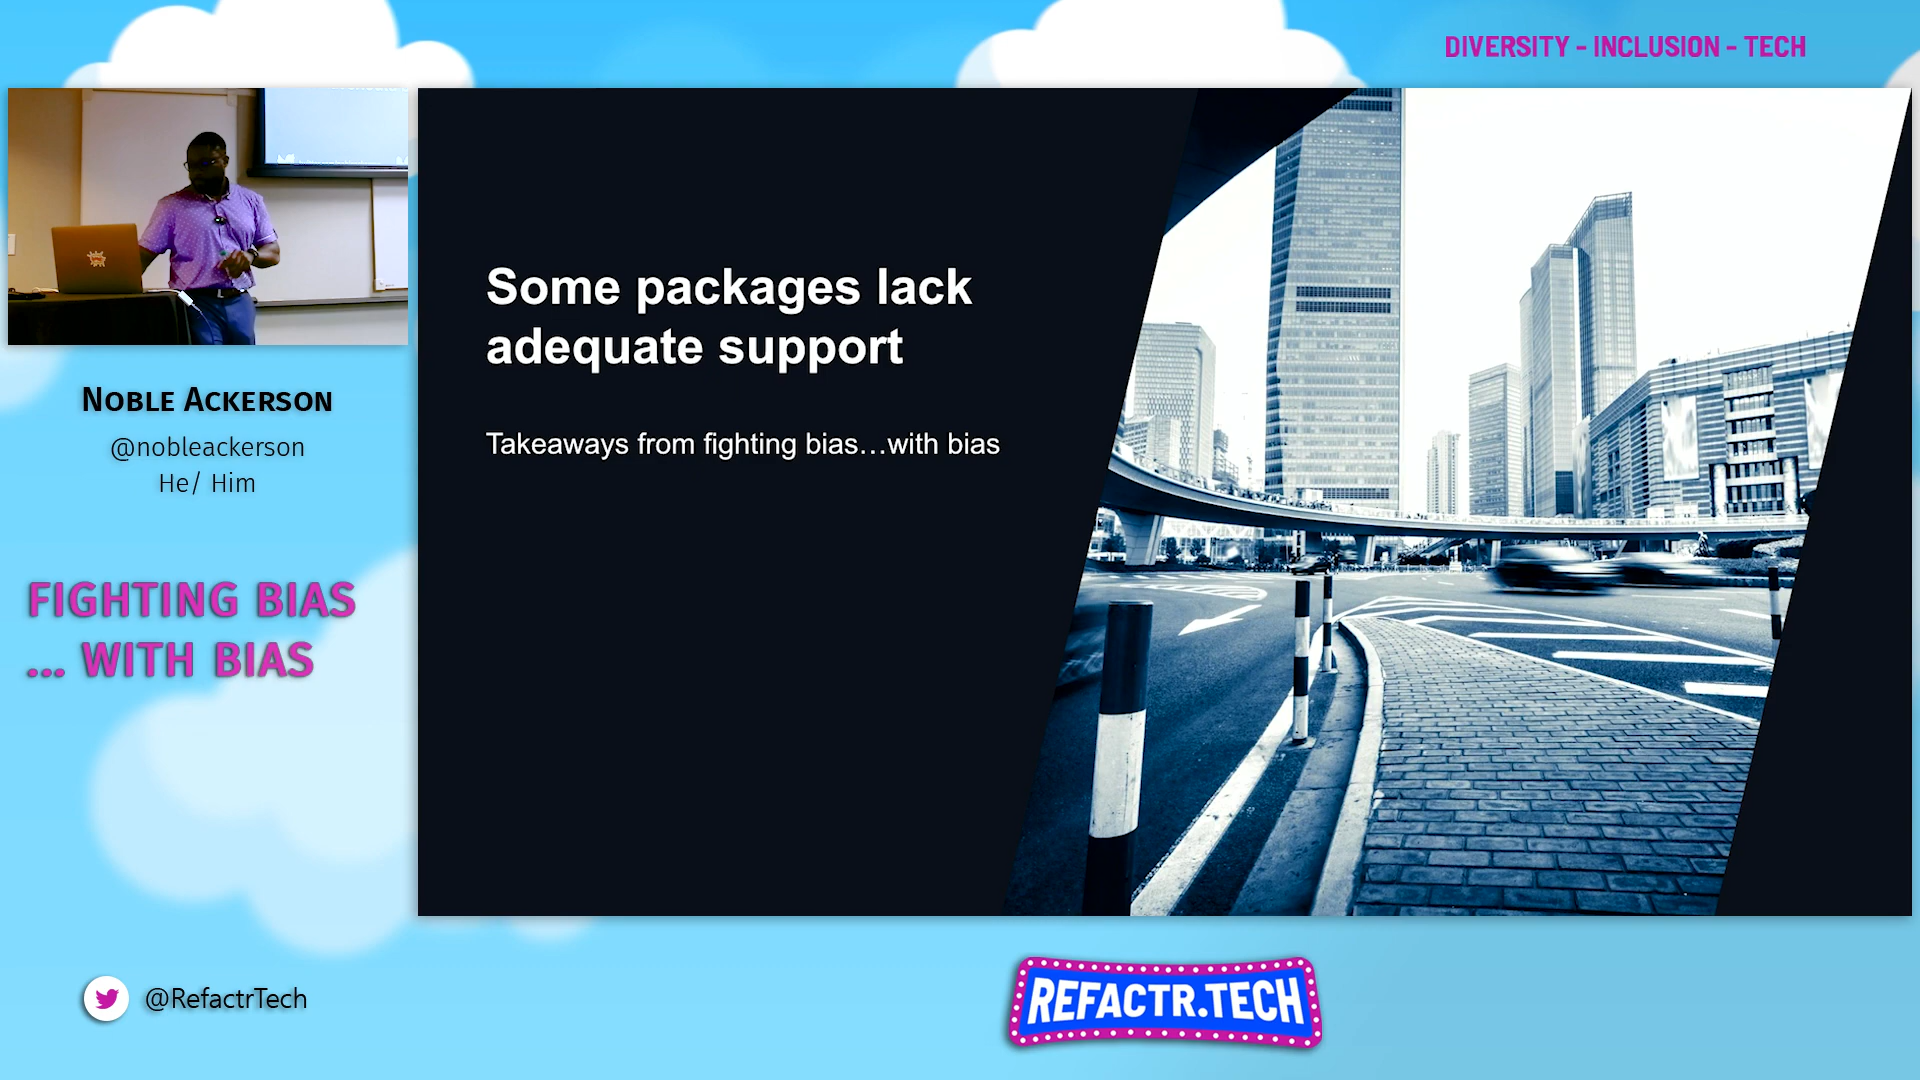 DIVERSITY - INCLUSION - TECH
Some packages lack
adequate support
Takeaways from fighting bias…with bias
NOBLE ACKERSON
@nobleackerson
He/ Him
FIGHTING BIAS
... WITH BIAS
@RefactrTech
REFACTR.TECH